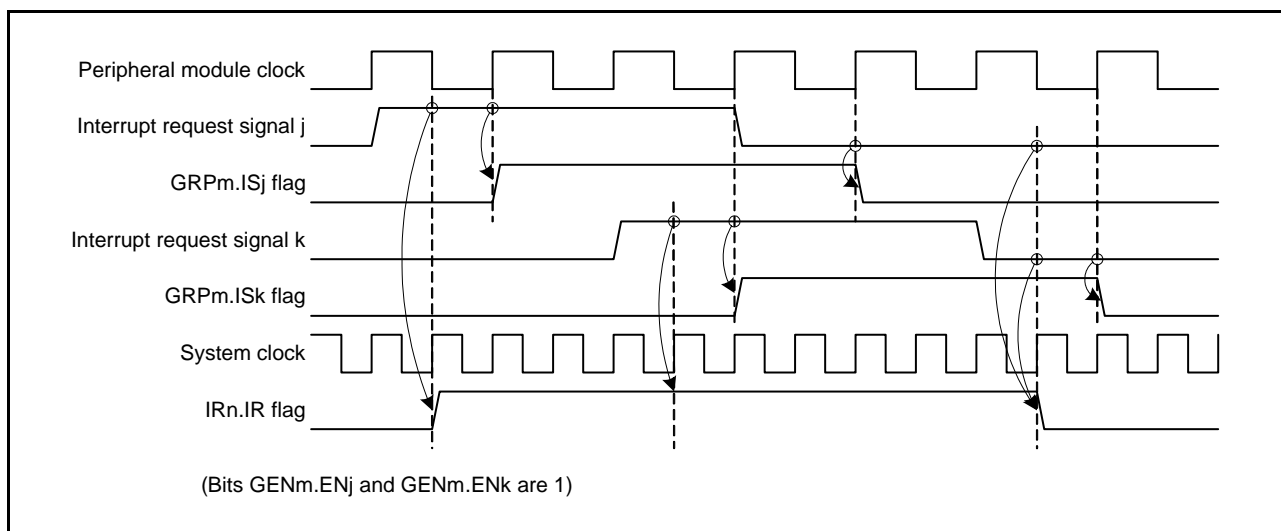 Peripheral module clock
Interrupt request signal j
GRPm.ISj flag
Interrupt request signal k
GRPm.ISk flag
System clock
IRn.IR flag
(Bits GENm.ENj and GENm.ENk are 1)